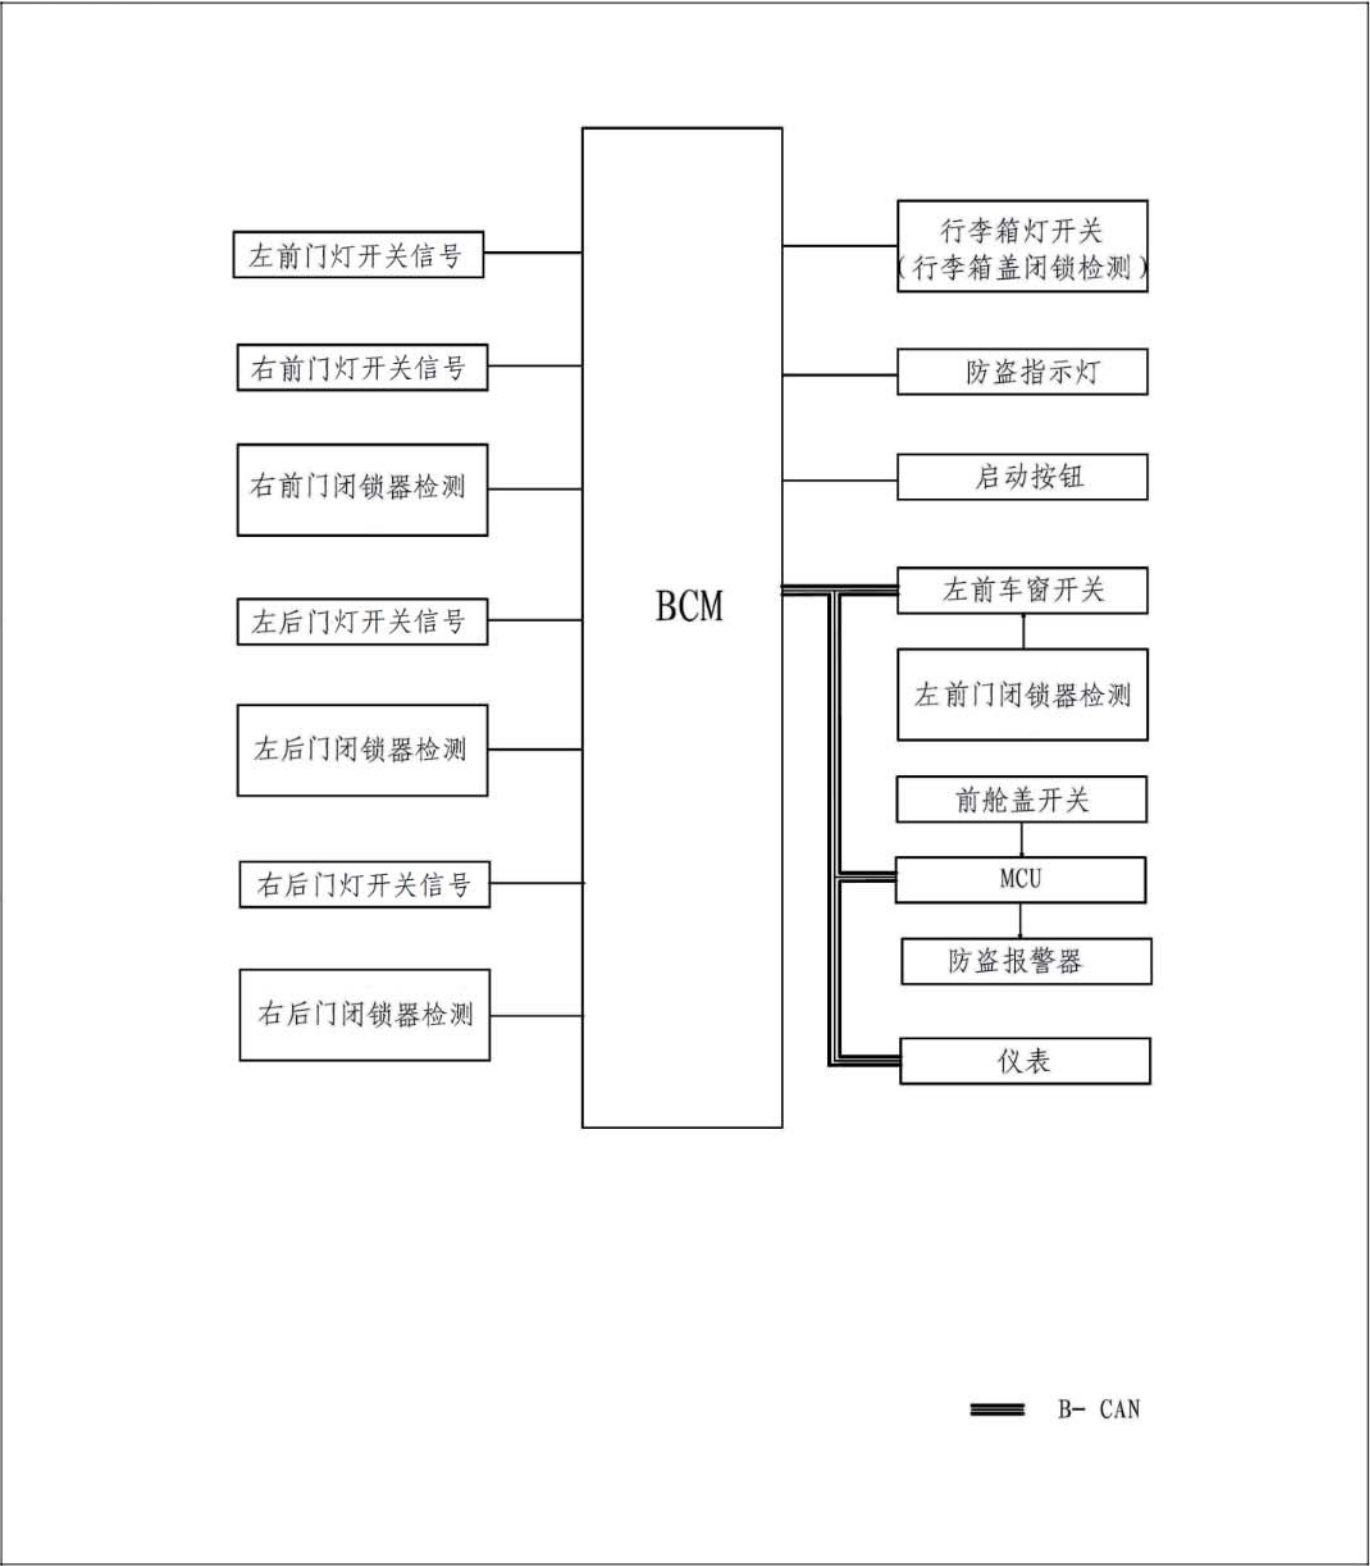 左前门灯开关信号
右前门灯开关信号
右前门闭锁器检测
左后门灯开关信号
左后门闭锁器检测
右后门灯开关信号
右后门闭锁器检测
BCM
行李箱灯开关
(行李箱盖闭锁检测)
防盗指示灯
启动按钮
左前车窗开关
左前门闭锁器检测
前舱盖开关
MCU
防盗报警器
仪表
B- CAN